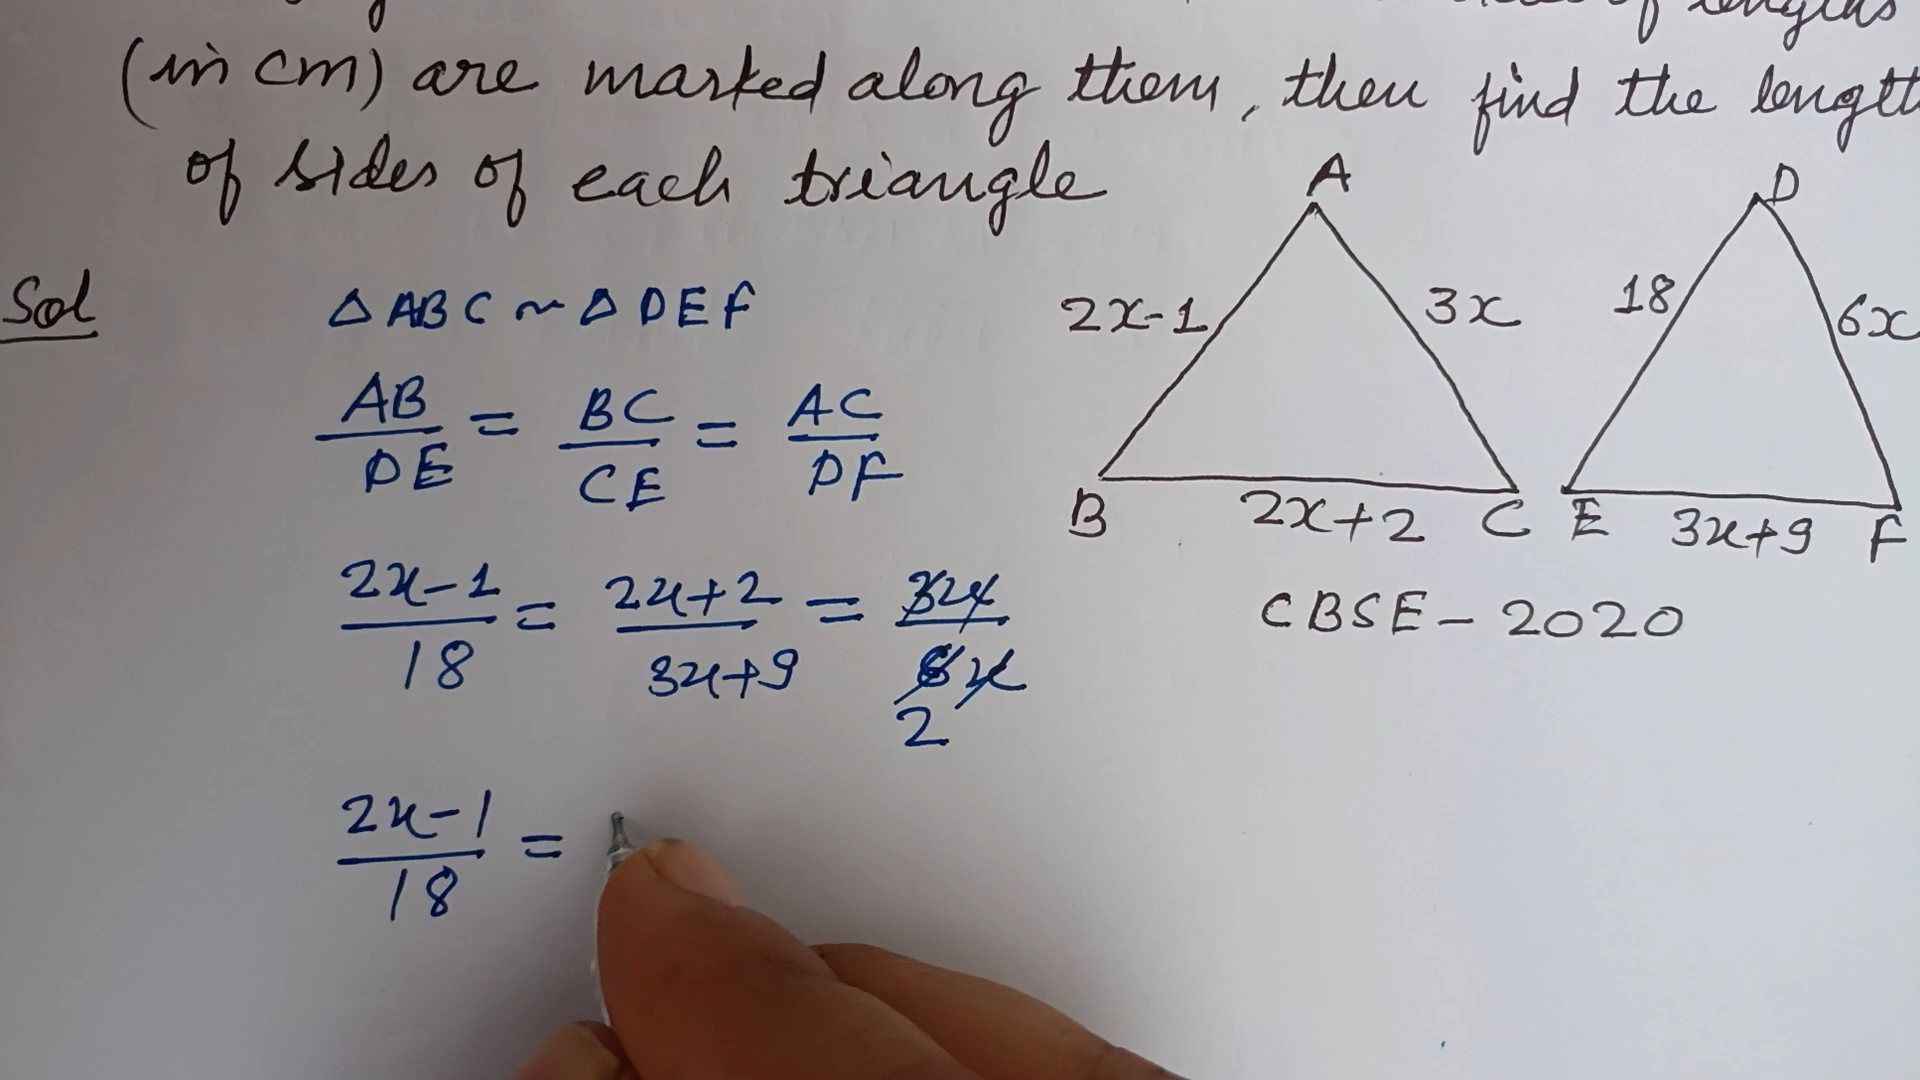 of lengths
(in cm) are marked along them, then find the length
of sides of each triangle
Sol
△ ABC ~ △ DEF
AB/DE = BC/CE = AC/DF
2x-1/18 = 2x+2/3x+9 = 3x/6x
2
2x-1/18 =
A
2x-1
3x
B
2x+2
C
D
18
6x
E
3x+9
F
CBSE - 2020